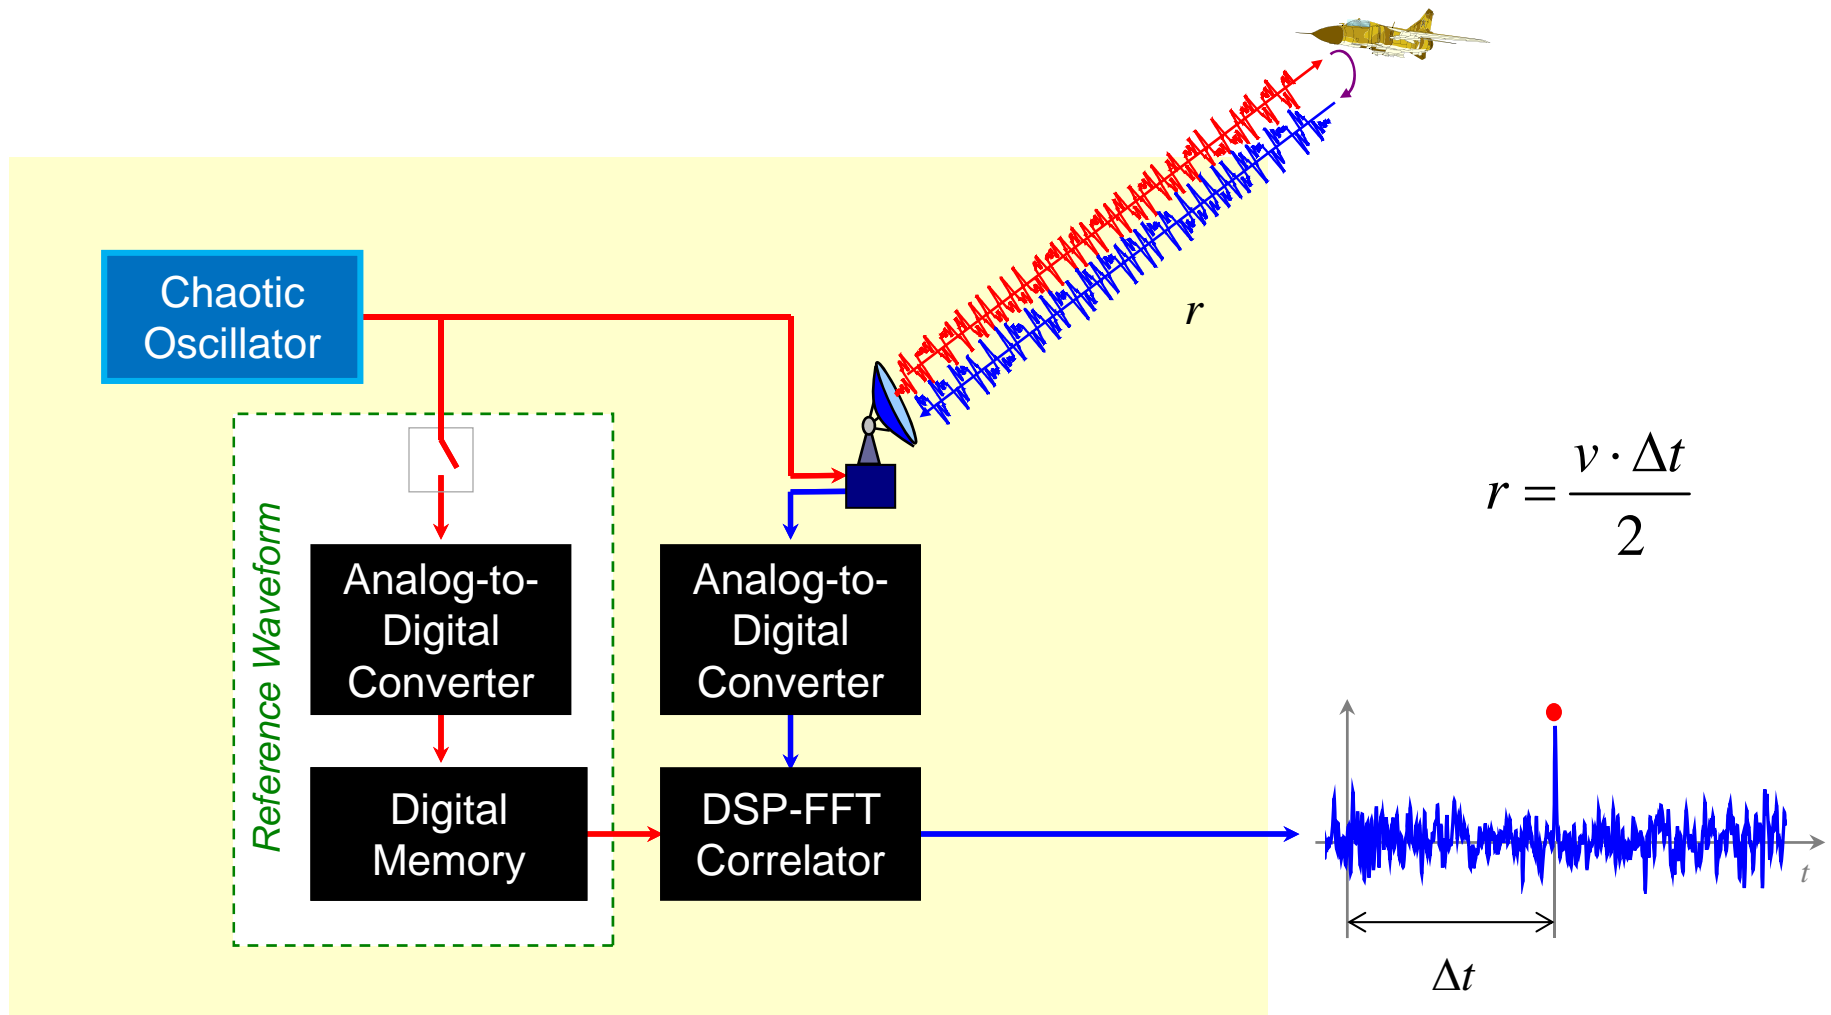 Chaotic
Oscillator
r
r = v · Δt / 2
Reference Waveform
Analog-to-
Digital
Converter
Analog-to-
Digital
Converter
Digital
Memory
DSP-FFT
Correlator
t
Δt